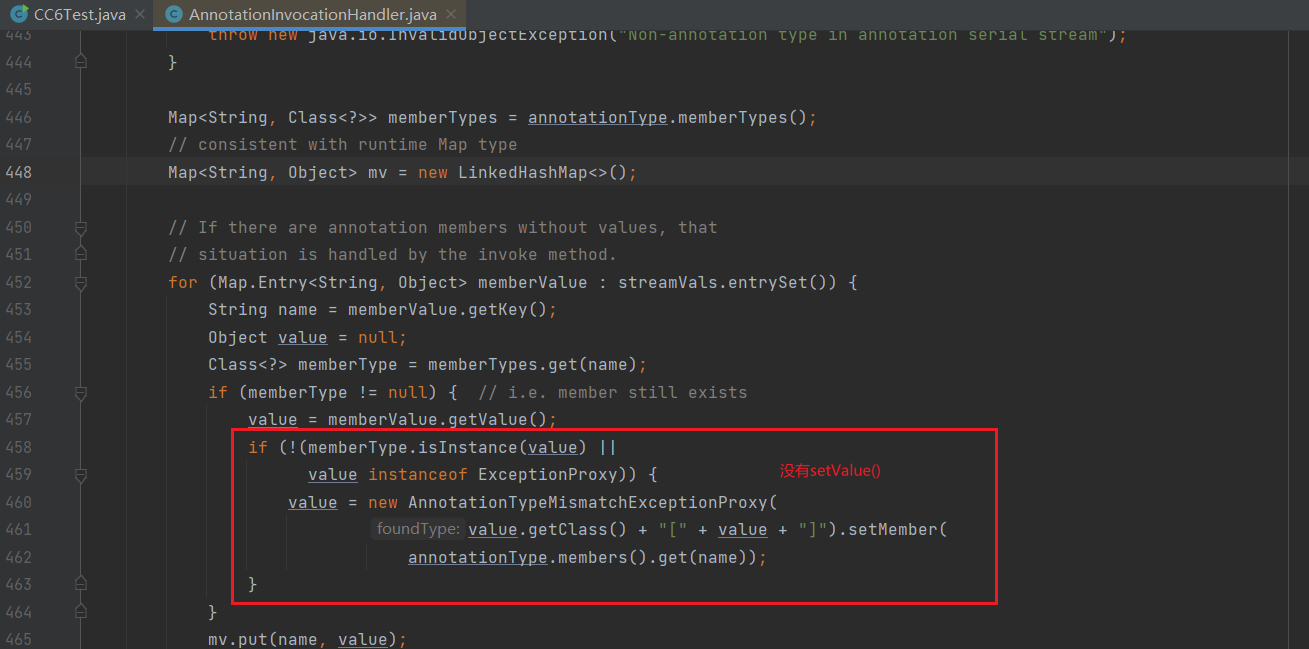 CC6Test.java AnnotationInvocationHandler.java
443 throw new java.io.InvalidObjectException("Non-annotation type in annotation serial stream");
444 }
445
446 Map<String, Class<?>> memberTypes = annotationType.memberTypes();
447 // consistent with runtime Map type
448 Map<String, Object> mv = new LinkedHashMap<>();
449
450 // If there are annotation members without values, that
451 // situation is handled by the invoke method.
452 for (Map.Entry<String, Object> memberValue : streamVals.entrySet()) {
453 String name = memberValue.getKey();
454 Object value = null;
455 Class<?> memberType = memberTypes.get(name);
456 if (memberType != null) {  // i.e. member still exists
457 value = memberValue.getValue();
458 if (!(memberType.isInstance(value) ||
459 value instanceof ExceptionProxy)) { 没有setValue()
460 value = new AnnotationTypeMismatchExceptionProxy(
461 foundType: value.getClass() + "[" + value + "]").setMember(
462 annotationType.members().get(name));
463 }
464 }
465 mv.put(name, value);